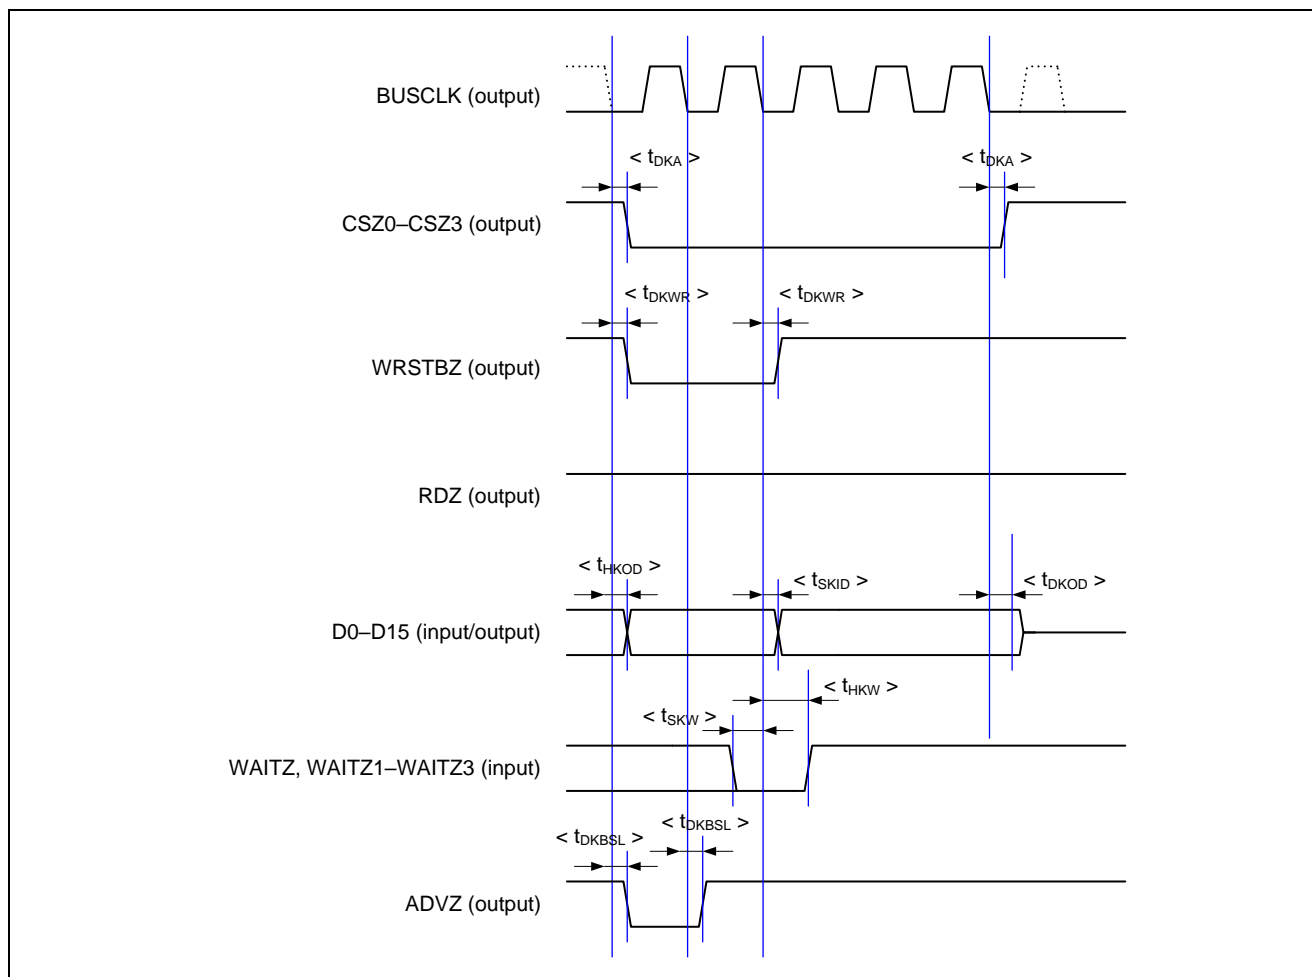 BUSCLK (output)
< tDKA > < tDKA >
CSZ0–CSZ3 (output)
< tDKWR > < tDKWR >
WRSTBZ (output)
RDZ (output)
< tHKOD > < tSKID > < tDKOD >
D0–D15 (input/output)
< tHKW >
< tSKW >
WAITZ, WAITZ1–WAITZ3 (input)
< tDKBSL > < tDKBSL >
ADVZ (output)